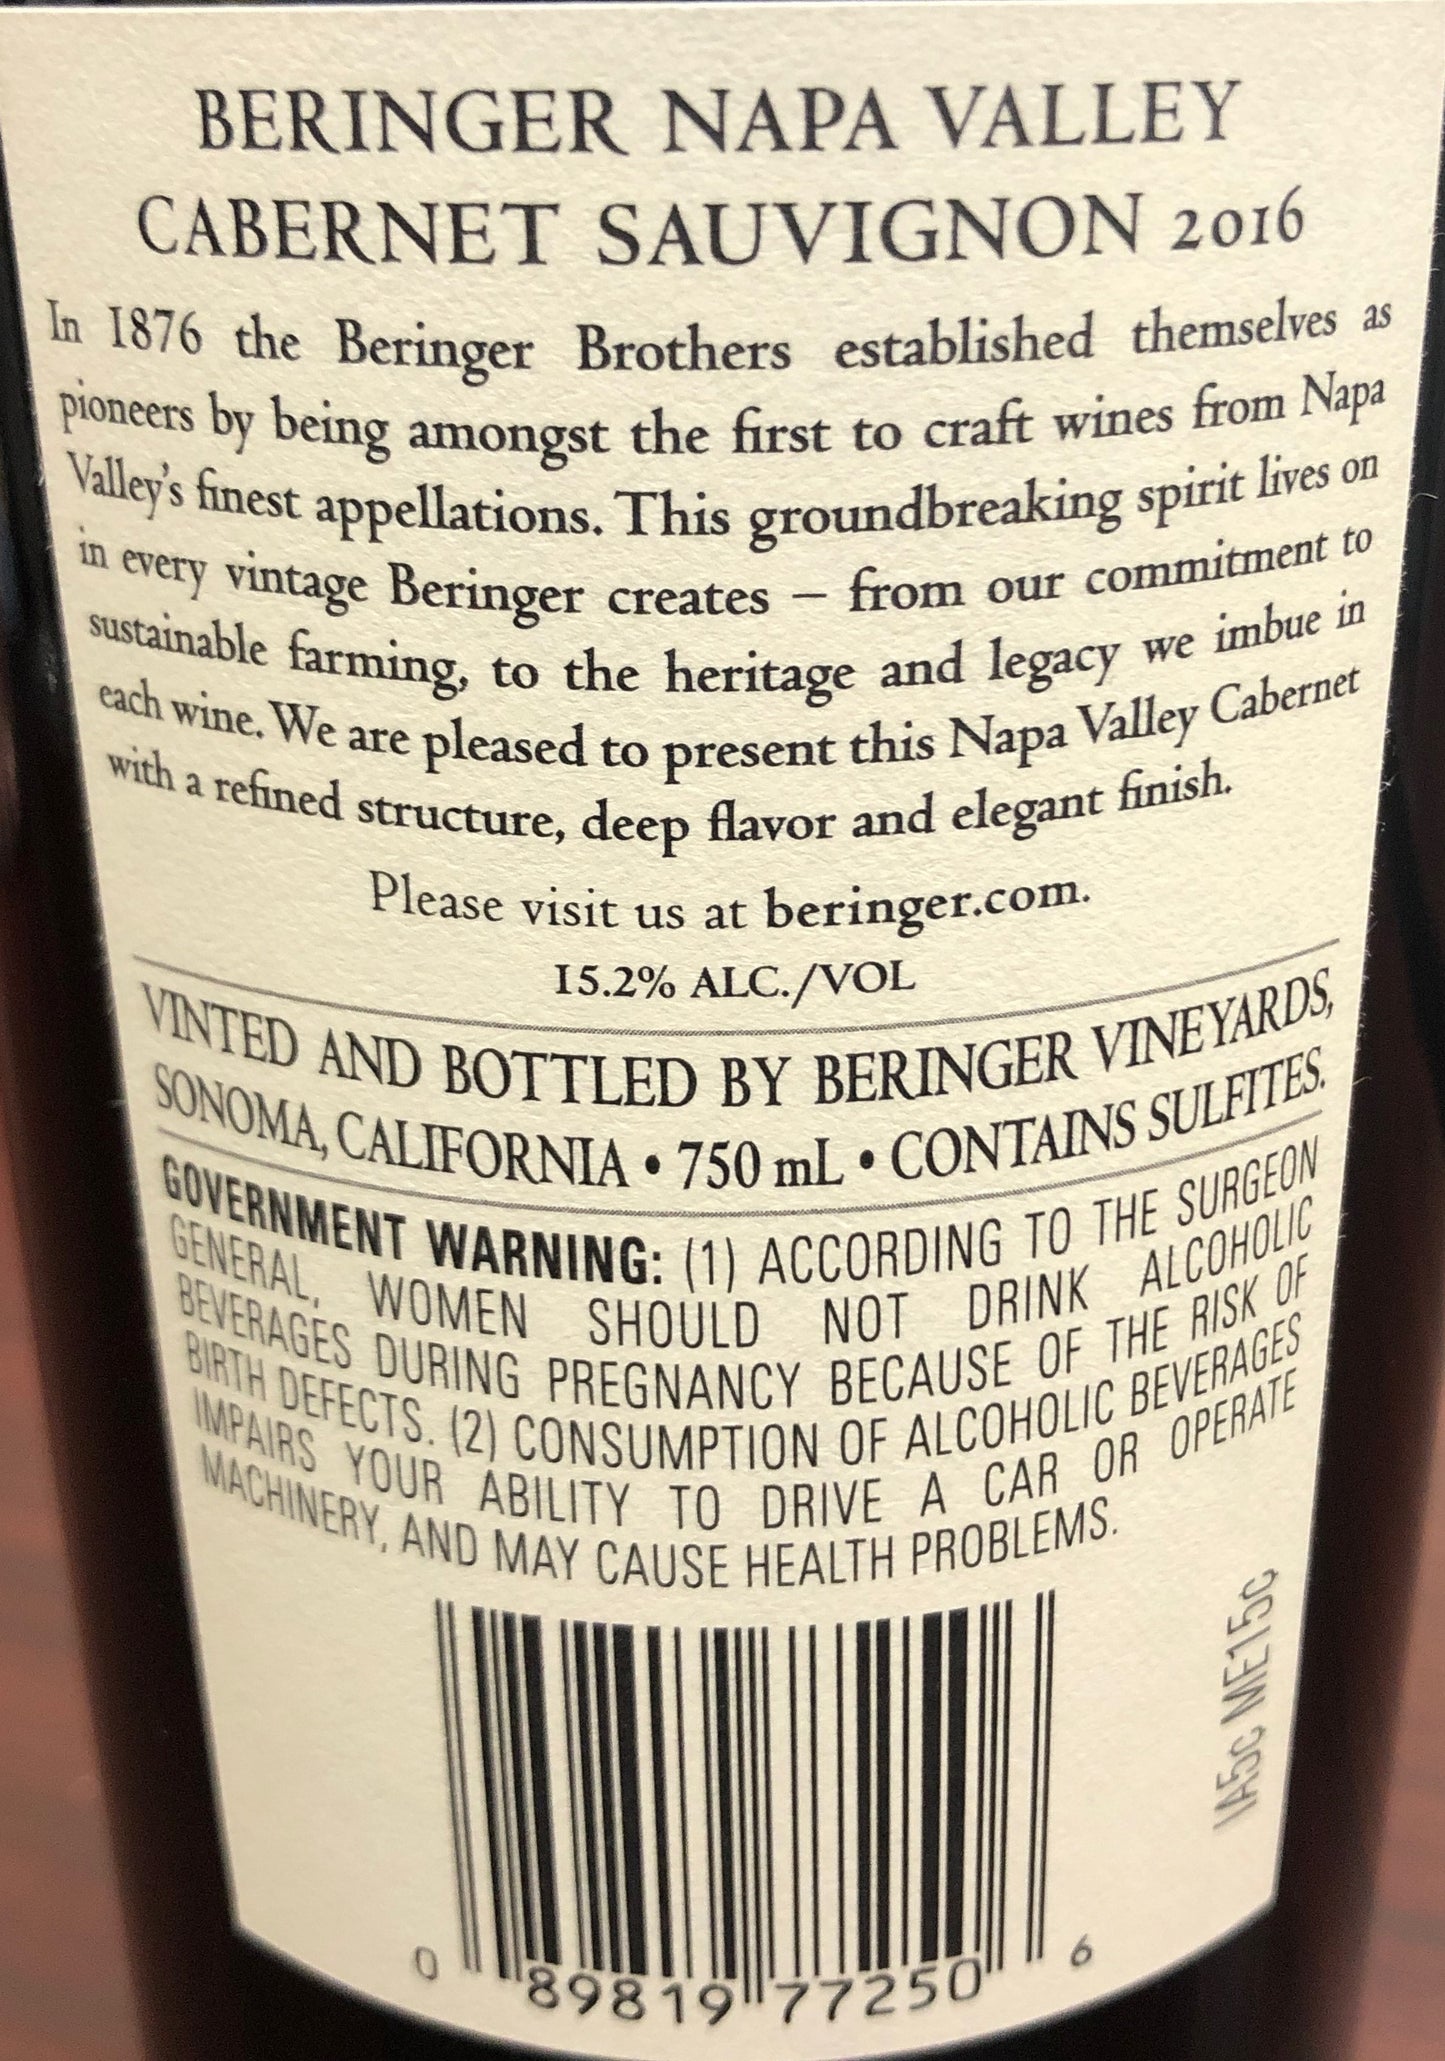 BERINGER NAPA VALLEY
CABERNET SAUVIGNON 2016
In 1876 the Beringer Brothers established themselves as
pioneers by being amongst the first to craft wines from Napa
Valley's finest appellations. This groundbreaking spirit lives on
in every vintage Beringer creates – from our commitment to
sustainable farming, to the heritage and legacy we imbue in
each wine. We are pleased to present this Napa Valley Cabernet
with a refined structure, deep flavor and elegant finish.
Please visit us at beringer.com.
15.2% ALC./VOL
VINTED AND BOTTLED BY BERINGER VINEYARDS,
SONOMA, CALIFORNIA • 750 mL • CONTAINS SULFITES.
GOVERNMENT WARNING: (1) ACCORDING TO THE SURGEON
GENERAL, WOMEN SHOULD NOT DRINK ALCOHOLIC
BEVERAGES DURING PREGNANCY BECAUSE OF THE RISK OF
BIRTH DEFECTS. (2) CONSUMPTION OF ALCOHOLIC BEVERAGES
IMPAIRS YOUR ABILITY TO DRIVE A CAR OR OPERATE
MACHINERY, AND MAY CAUSE HEALTH PROBLEMS.
IA5c ME15c
0 89819 77250 6